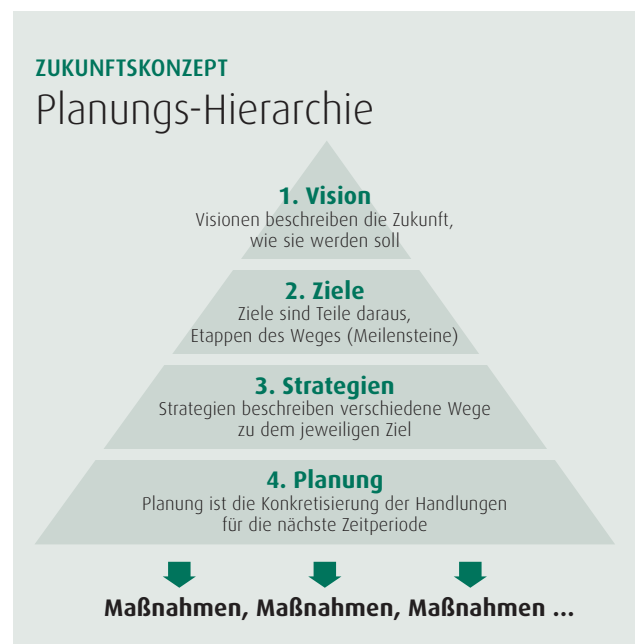 ZUKUNFTSKONZEPT
Planungs-Hierarchie
1. Vision
Visionen beschreiben die Zukunft,
wie sie werden soll
2. Ziele
Ziele sind Teile daraus,
Etappen des Weges (Meilensteine)
3. Strategien
Strategien beschreiben verschiedene Wege
zu dem jeweiligen Ziel
4. Planung
Planung ist die Konkretisierung der Handlungen
für die nächste Zeitperiode
Maßnahmen, Maßnahmen, Maßnahmen ...